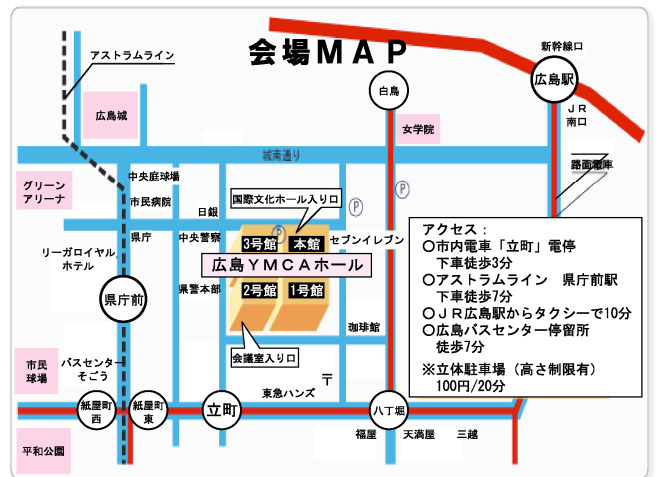 会場MAP
新幹線口
広島駅
JR
南口
アストラムライン
白島
広島城
女学院
城南通り
路面電車
グリーン
アリーナ
中央庭球場
市民病院
国際文化ホール入り口
Ⓟ
Ⓟ
Ⓟ
日銀
県庁
中央警察
3号館
本館
セブンイレブン
リーガロイヤル
ホテル
広島YMCAホール
県庁前
県警本部
2号館
1号館
珈琲館
会議室入り口
アクセス:
〇市内電車「立町」電停
下車徒歩3分
〇アストラムライン 県庁前駅
下車徒歩7分
〇JR広島駅からタクシーで10分
〇広島バスセンター停留所
徒歩7分
※立体駐車場(高さ制限有)
100円/20分
市民
球場
バスセンター
そごう
〒
東急ハンズ
紙屋町
西
紙屋町
東
立町
八丁堀
福屋
天満屋
三越
平和公園